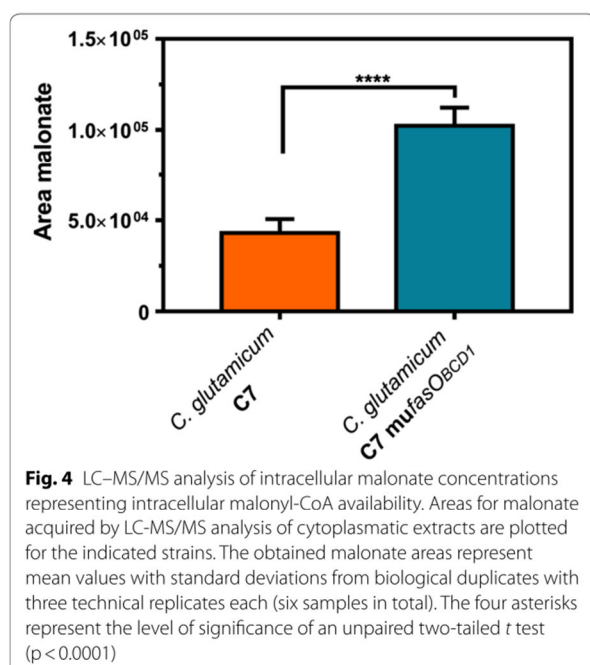 1.5×10⁰⁵
****
1.0×10⁰⁵
Area malonate
5.0×10⁰⁴
0
C. glutamicum
C7
C. glutamicum
C7 mufasOBCD1
Fig. 4 LC–MS/MS analysis of intracellular malonate concentrations
representing intracellular malonyl-CoA availability. Areas for malonate
acquired by LC-MS/MS analysis of cytoplasmatic extracts are plotted
for the indicated strains. The obtained malonate areas represent
mean values with standard deviations from biological duplicates with
three technical replicates each (six samples in total). The four asterisks
represent the level of significance of an unpaired two-tailed t test
(p < 0.0001)